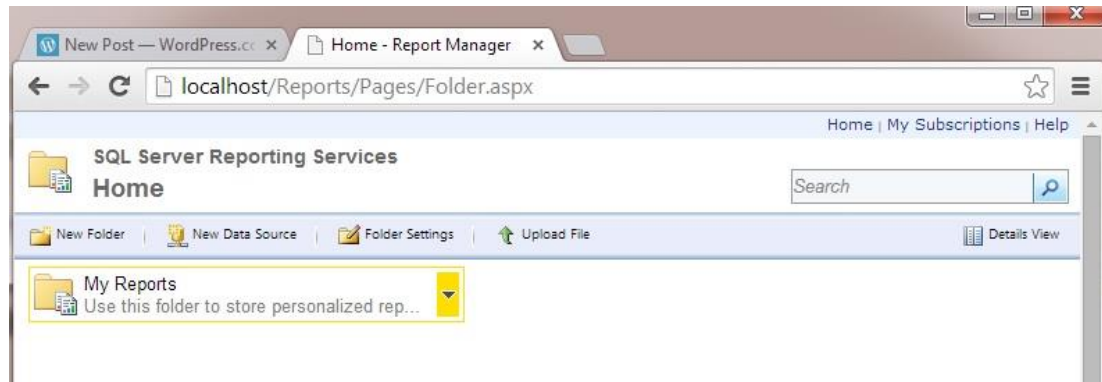 New Post — WordPress.cc
Home - Report Manager
localhost/Reports/Pages/Folder.aspx
Home | My Subscriptions | Help
SQL Server Reporting Services
Home
Search
New Folder | New Data Source | Folder Settings | Upload File
Details View
My Reports
Use this folder to store personalized rep...